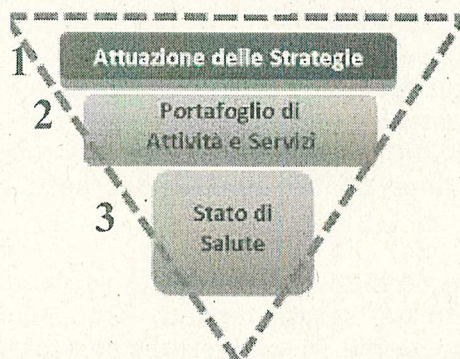 1 Attuazione delle Strategie
2 Portafoglio di
Attività e Servizi
3 Stato di
Salute